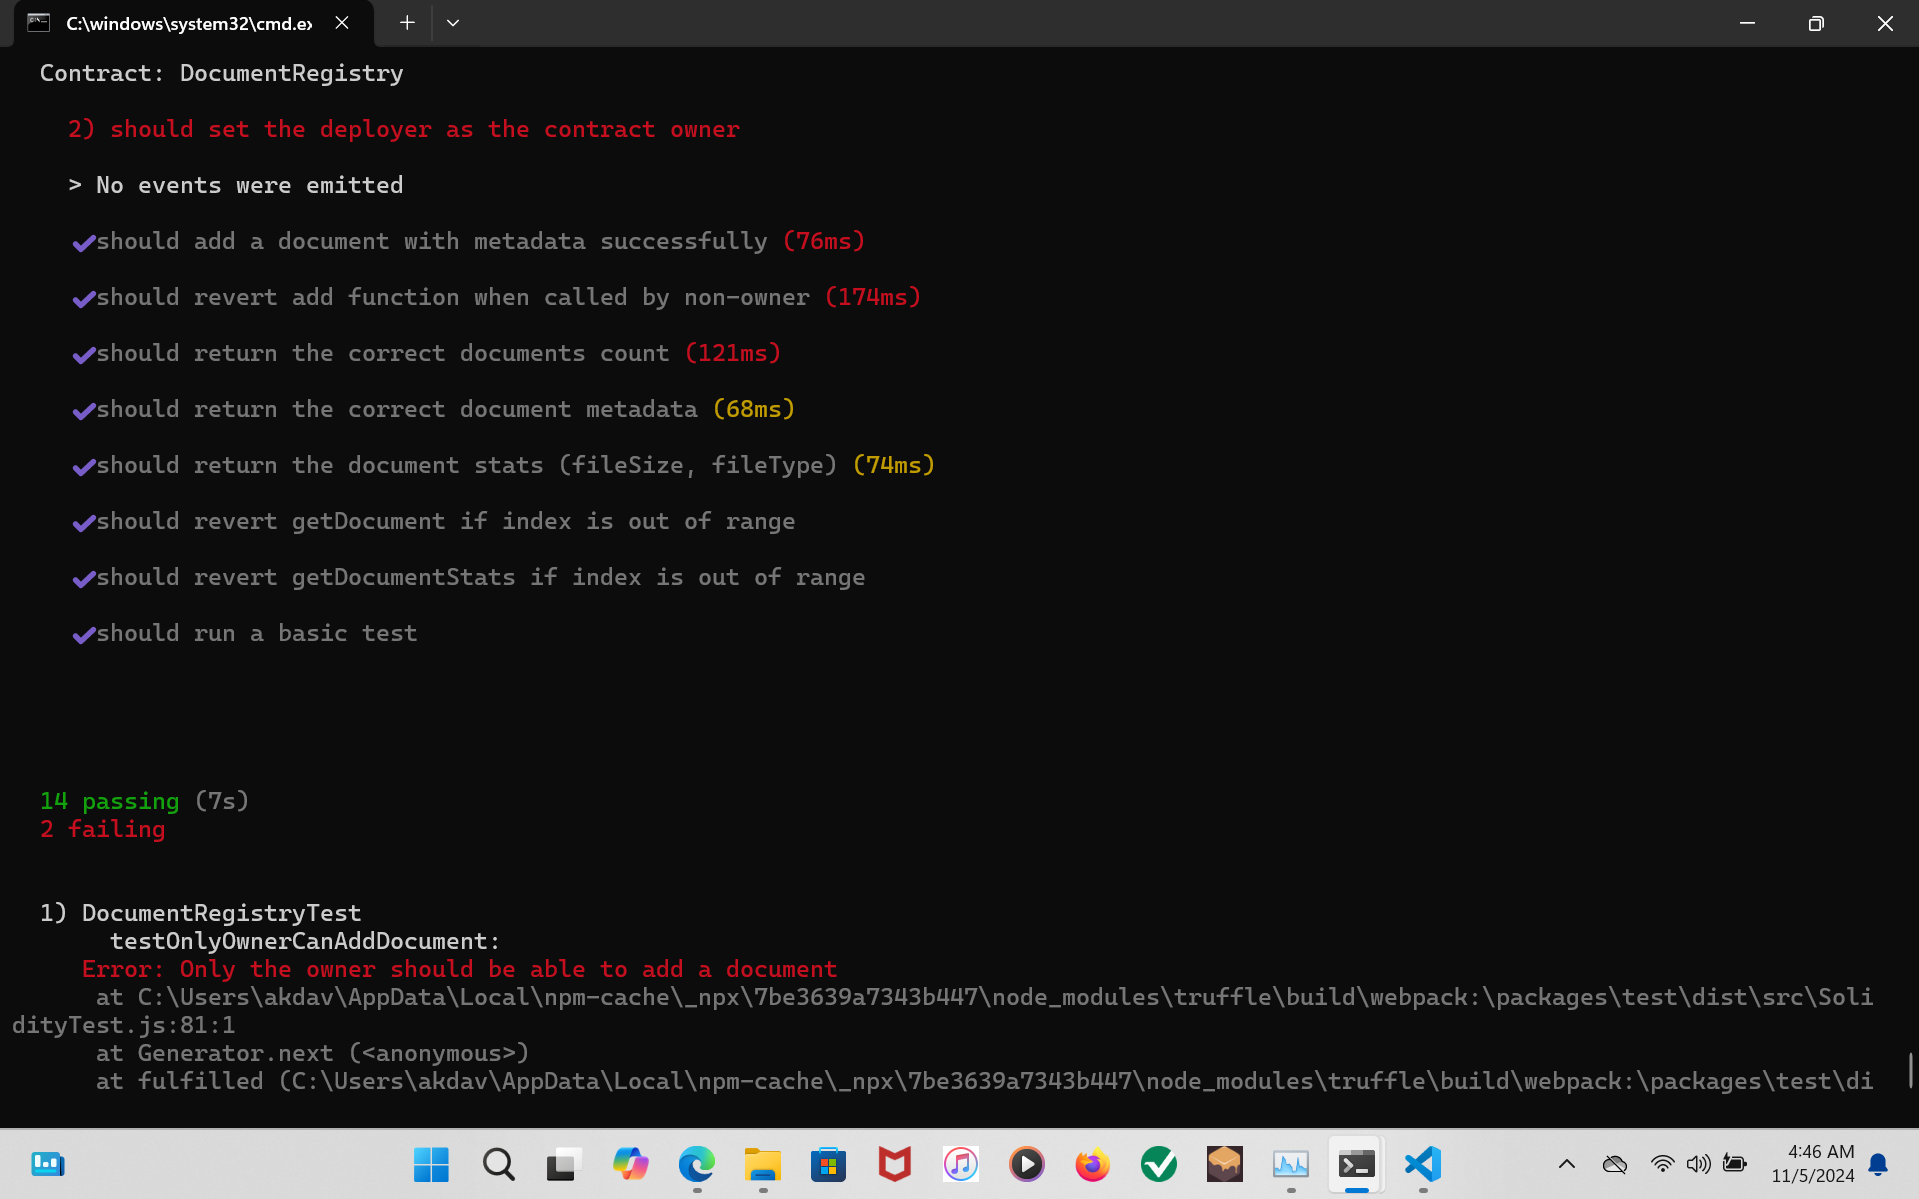 C:\windows\system32\cmd.ex
Contract: DocumentRegistry
2) should set the deployer as the contract owner
> No events were emitted
should add a document with metadata successfully (76ms)
should revert add function when called by non-owner (174ms)
should return the correct documents count (121ms)
should return the correct document metadata (68ms)
should return the document stats (fileSize, fileType) (74ms)
should revert getDocument if index is out of range
should revert getDocumentStats if index is out of range
should run a basic test
14 passing (7s)
2 failing
1) DocumentRegistryTest
testOnlyOwnerCanAddDocument:
Error: Only the owner should be able to add a document
at C:\Users\akdav\AppData\Local\npm-cache\_npx\7be3639a7343b447\node_modules\truffle\build\webpack:\packages\test\dist\src\Soli
dityTest.js:81:1
at Generator.next (<anonymous>)
at fulfilled (C:\Users\akdav\AppData\Local\npm-cache\_npx\7be3639a7343b447\node_modules\truffle\build\webpack:\packages\test\di
4:46 AM
11/5/2024